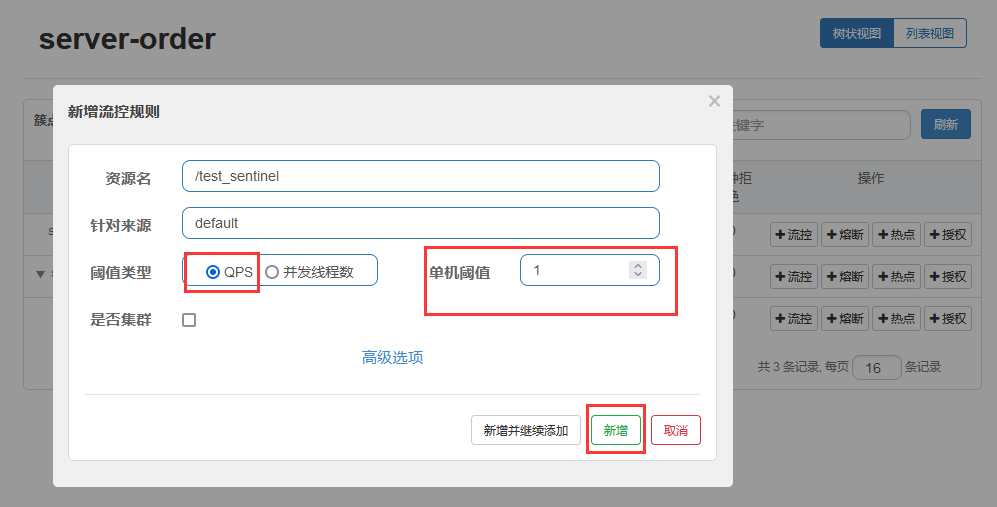 server-order
树状视图 列表视图
新增流控规则 ×
簇点 关键字 刷新
资源名 /test_sentinel
操作
针对来源 default
+流控 +熔断 +热点 +授权
阈值类型 QPS 并发线程数 单机阈值 1
+流控 +熔断 +热点 +授权
是否集群
+流控 +熔断 +热点 +授权
高级选项
共 3 条记录, 每页 16 条记录
新增并继续添加 新增 取消